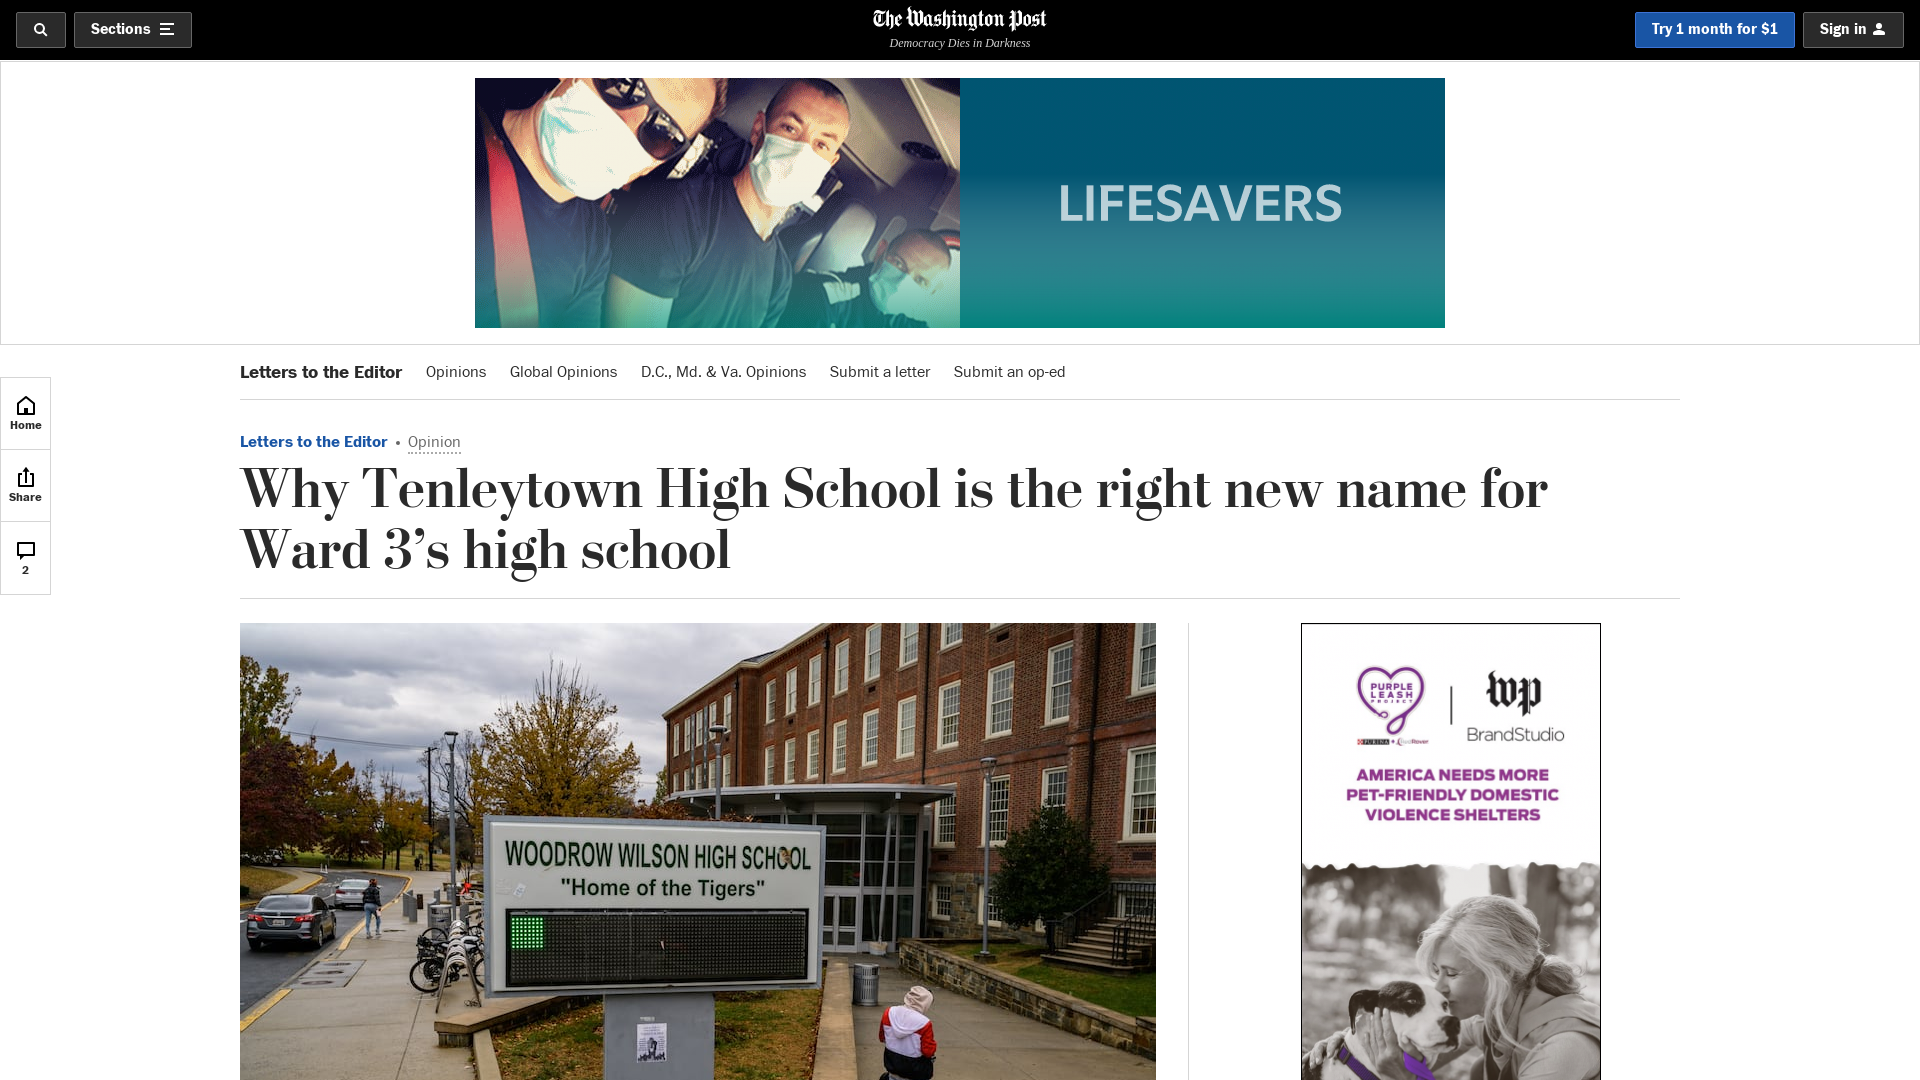 Sections
The Washington Post
Democracy Dies in Darkness
Try 1 month for $1
Sign in
LIFESAVERS
Letters to the Editor
Opinions
Global Opinions
D.C., Md. & Va. Opinions
Submit a letter
Submit an op-ed
Home
Share
2
Letters to the Editor • Opinion
Why Tenleytown High School is the right new name for
Ward 3’s high school
WOODROW WILSON HIGH SCHOOL
"Home of the Tigers"
PURPLE
LEASH
PROJECT
PURINA
wp
BrandStudio
AMERICA NEEDS MORE
PET-FRIENDLY DOMESTIC
VIOLENCE SHELTERS